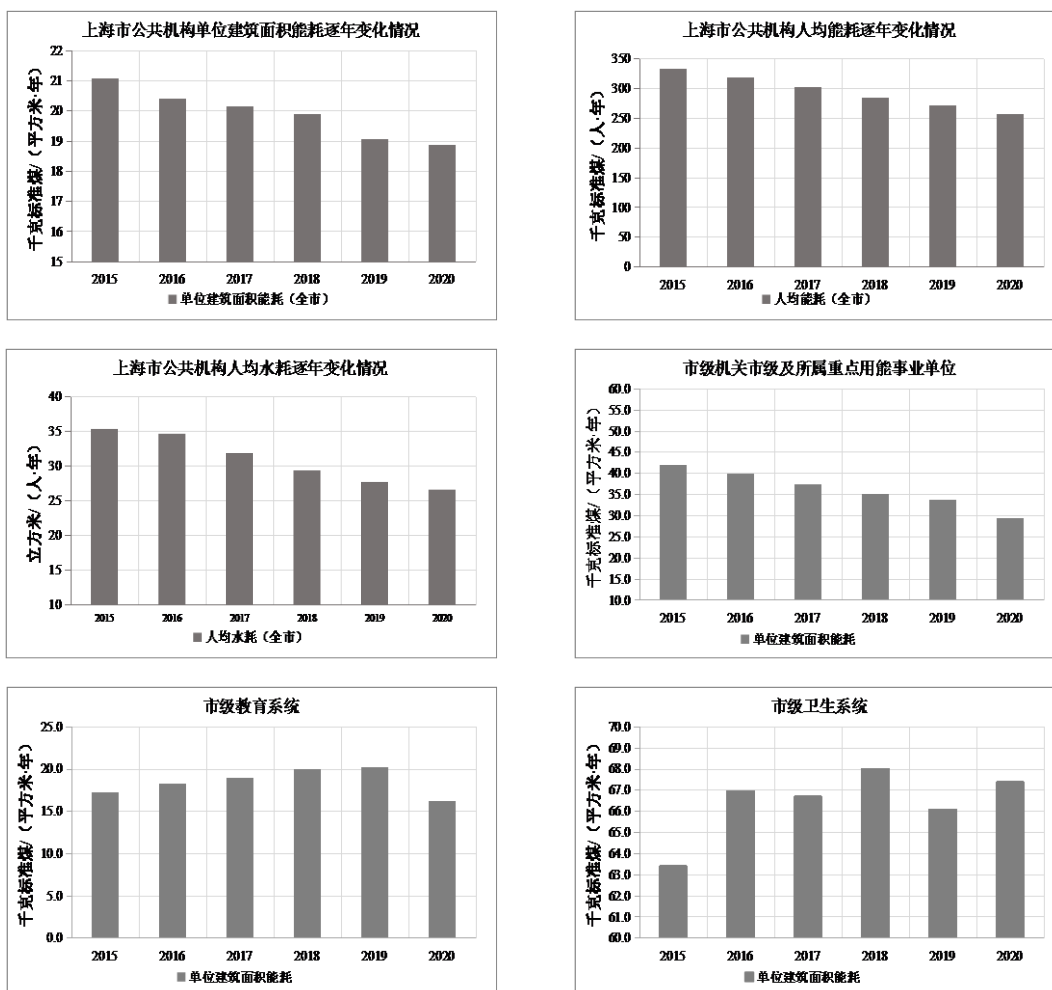 上海市公共机构单位建筑面积能耗逐年变化情况
千克标准煤/（平方米·年）
22
21
20
19
18
17
16
15
2015 2016 2017 2018 2019 2020
单位建筑面积能耗（全市）
上海市公共机构人均能耗逐年变化情况
千克标准煤/（人·年）
350
300
250
200
150
100
50
0
2015 2016 2017 2018 2019 2020
人均能耗（全市）
上海市公共机构人均水耗逐年变化情况
立方米/（人·年）
40
35
30
25
20
15
10
2015 2016 2017 2018 2019 2020
人均水耗（全市）
市级机关市级及所属重点用能事业单位
千克标准煤/（平方米·年）
60.0
55.0
50.0
45.0
40.0
35.0
30.0
25.0
20.0
15.0
10.0
2015 2016 2017 2018 2019 2020
单位建筑面积能耗
市级教育系统
千克标准煤/（平方米·年）
25.0
20.0
15.0
10.0
5.0
0.0
2015 2016 2017 2018 2019 2020
单位建筑面积能耗
市级卫生系统
千克标准煤/（平方米·年）
70.0
69.0
68.0
67.0
66.0
65.0
64.0
63.0
62.0
61.0
60.0
2015 2016 2017 2018 2019 2020
单位建筑面积能耗